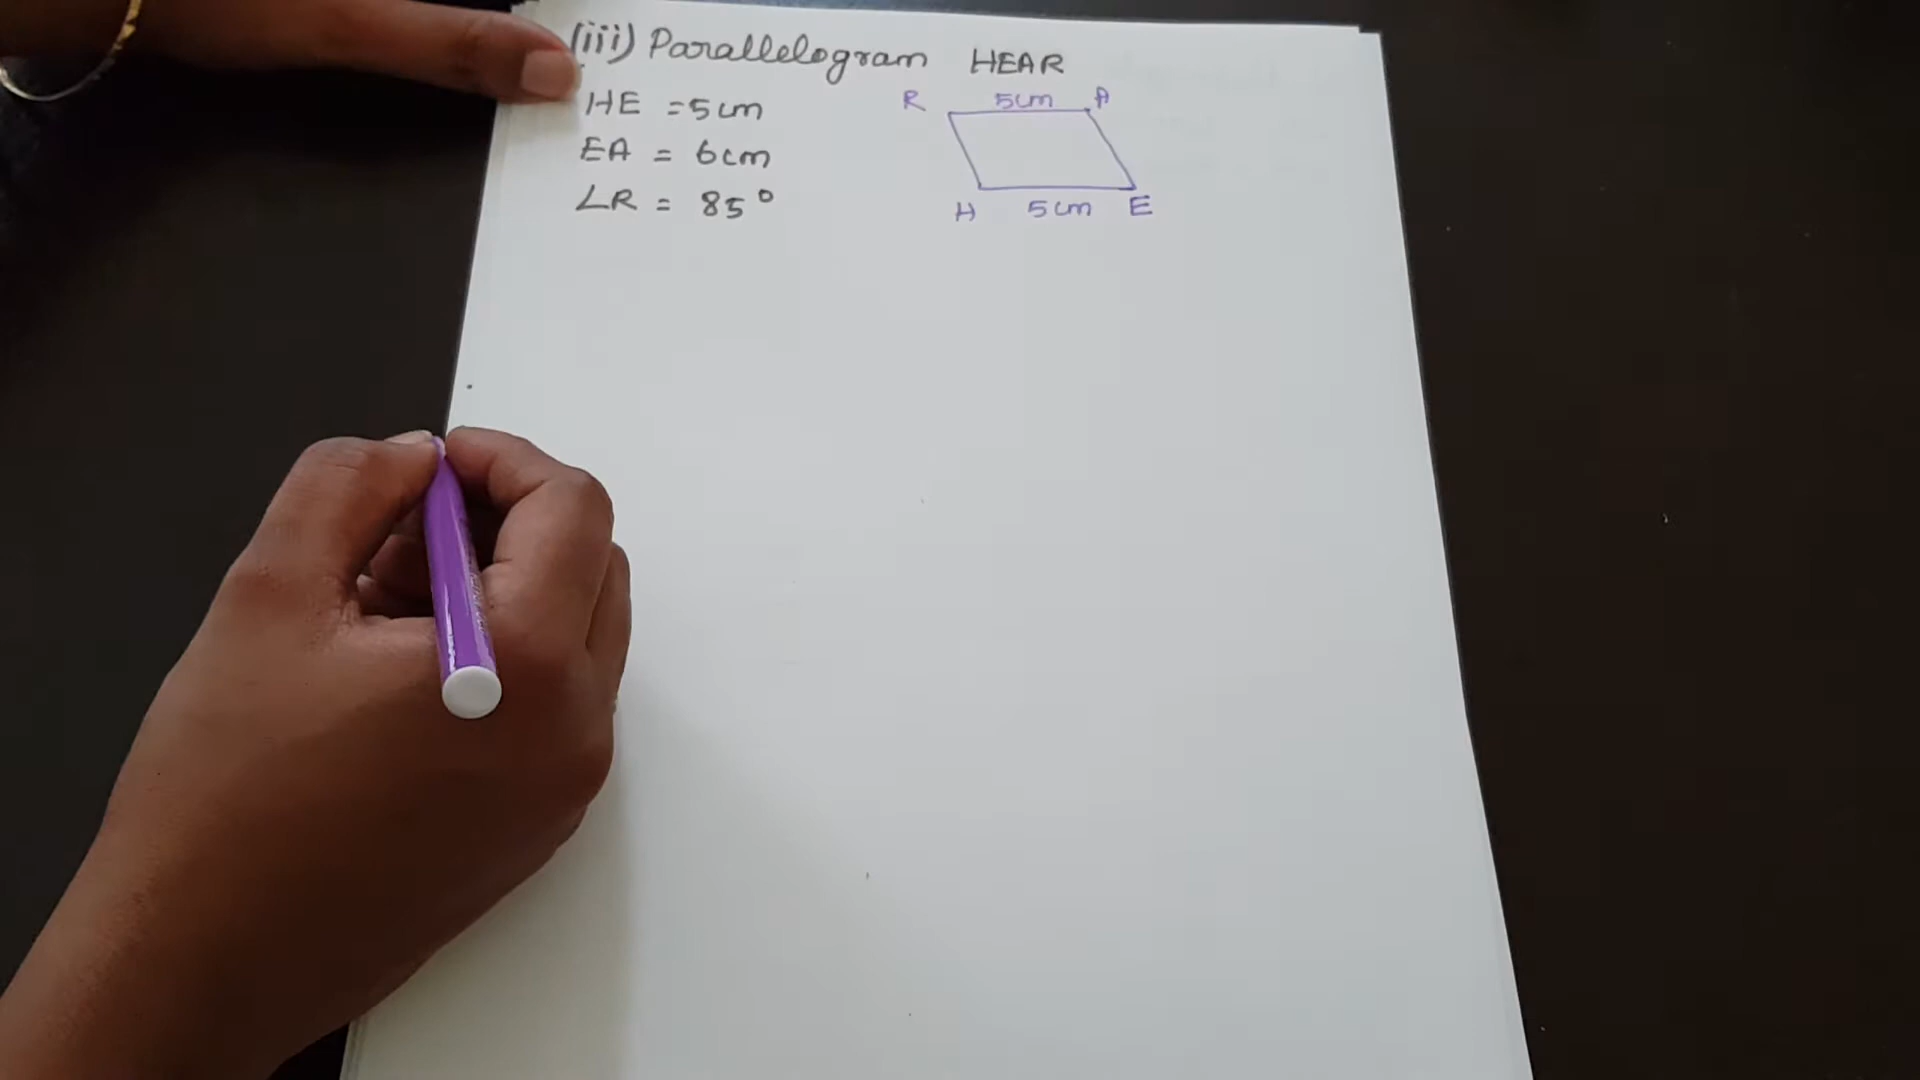 (iii) Parallelogram HEAR
HE = 5cm
EA = 6cm
∠R = 85°
R 5cm A
H 5cm E